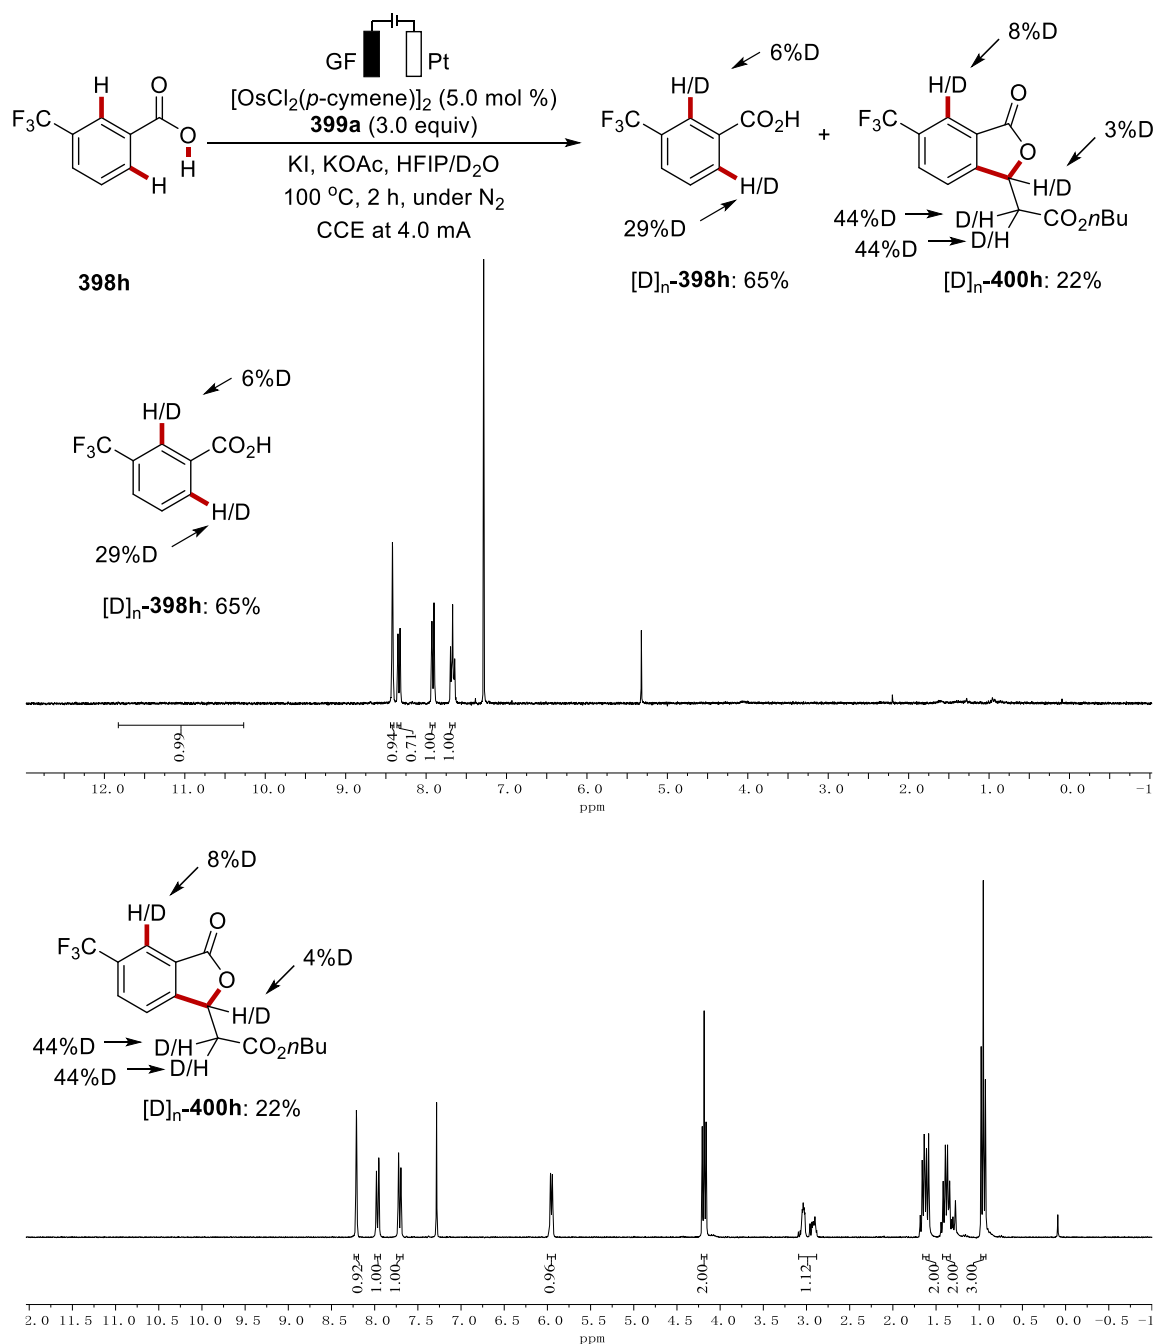 GF Pt
[OsCl2(p-cymene)]2 (5.0 mol %)
399a (3.0 equiv)
KI, KOAc, HFIP/D2O
100 °C, 2 h, under N2
CCE at 4.0 mA
H
O
F3C
O
H
H
398h
6%D
H/D
F3C
CO2H
H/D
29%D
[D]n-398h: 65%
+
8%D
H/D
O
F3C
O
3%D
H/D
44%D D/H CO2nBu
44%D D/H
[D]n-400h: 22%
6%D
H/D
F3C
CO2H
H/D
29%D
[D]n-398h: 65%
0.99
0.94
0.71
1.00
1.00
12.0 11.0 10.0 9.0 8.0 7.0 6.0 5.0 4.0 3.0 2.0 1.0 0.0 -1
ppm
8%D
H/D
O
F3C
O
4%D
H/D
44%D D/H CO2nBu
44%D D/H
[D]n-400h: 22%
0.92
1.00
1.00
0.96
2.00
1.12
2.00
2.00
3.00
2.0 11.5 11.0 10.5 10.0 9.5 9.0 8.5 8.0 7.5 7.0 6.5 6.0 5.5 5.0 4.5 4.0 3.5 3.0 2.5 2.0 1.5 1.0 0.5 0.0 -0.5 -1
ppm